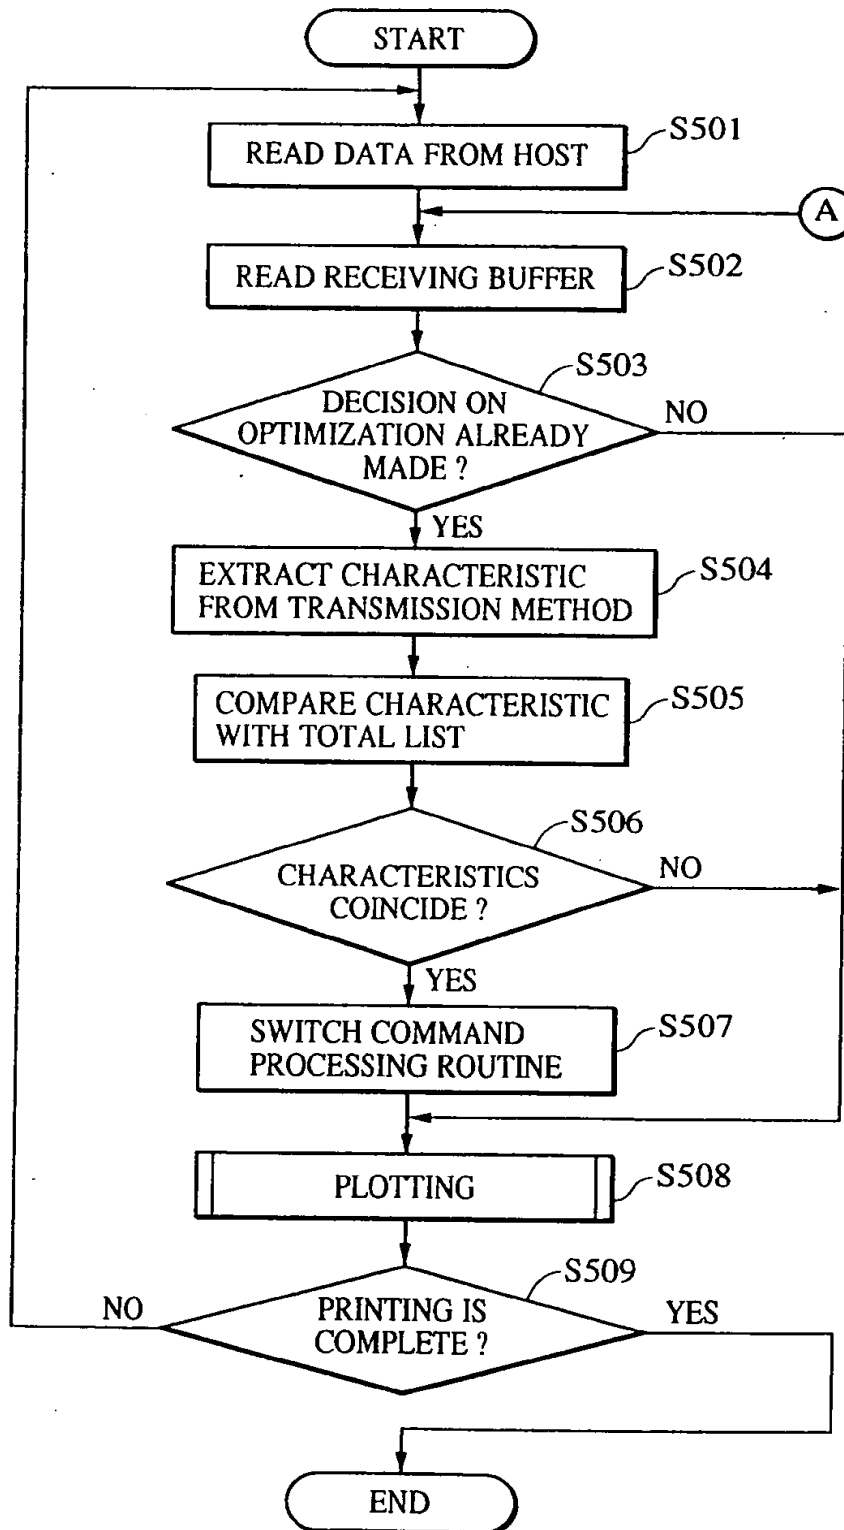 START
READ DATA FROM HOST
S501
A
READ RECEIVING BUFFER
S502
S503
DECISION ON
OPTIMIZATION ALREADY
MADE ?
NO
YES
EXTRACT CHARACTERISTIC
FROM TRANSMISSION METHOD
S504
COMPARE CHARACTERISTIC
WITH TOTAL LIST
S505
S506
CHARACTERISTICS
COINCIDE ?
NO
YES
SWITCH COMMAND
PROCESSING ROUTINE
S507
PLOTTING
S508
S509
NO
PRINTING IS
COMPLETE ?
YES
END